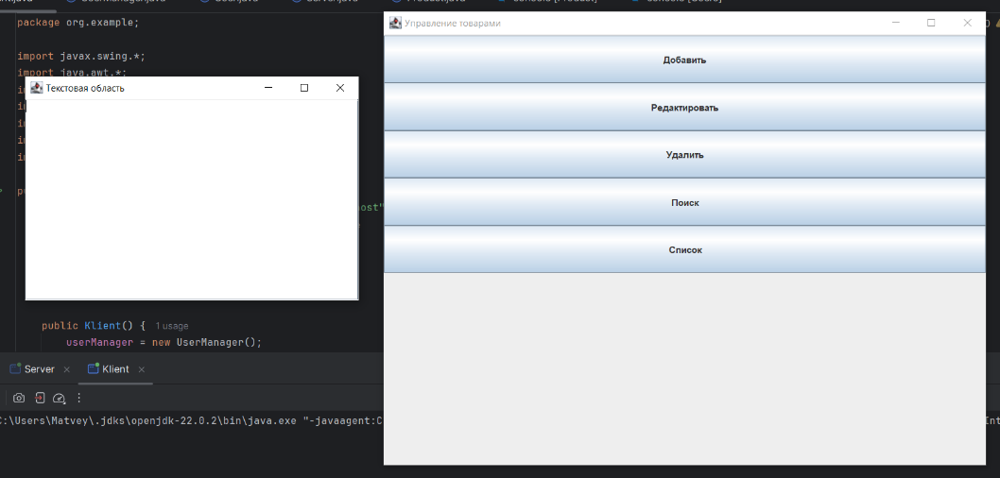 Управление товарами
package org.example;
import javax.swing.*;
import java.awt.*;
Текстовая область
Добавить
Редактировать
Удалить
Поиск
Список
public Klient() { 1 usage
userManager = new UserManager();
Server
Klient
C:\Users\Matvey\.jdks\openjdk-22.0.2\bin\java.exe "-javaagent:C